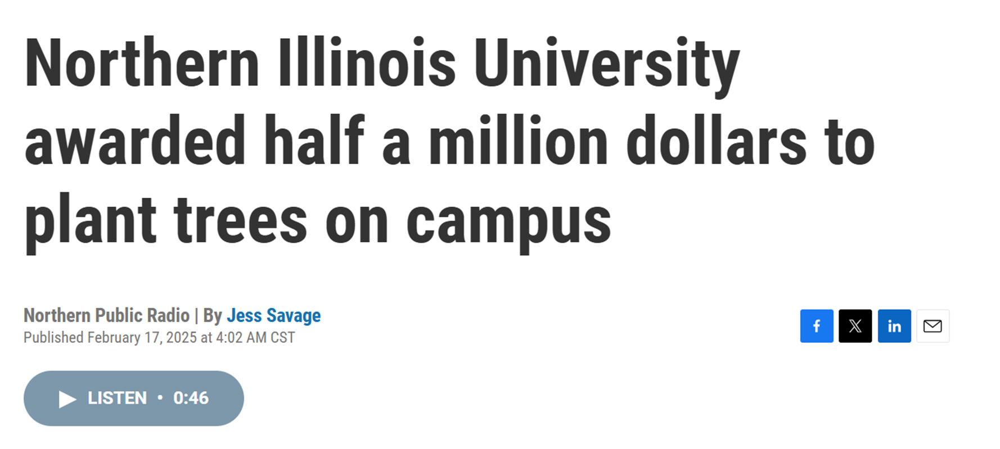 Northern Illinois University
awarded half a million dollars to
plant trees on campus
Northern Public Radio | By Jess Savage
Published February 17, 2025 at 4:02 AM CST
f X in
LISTEN • 0:46